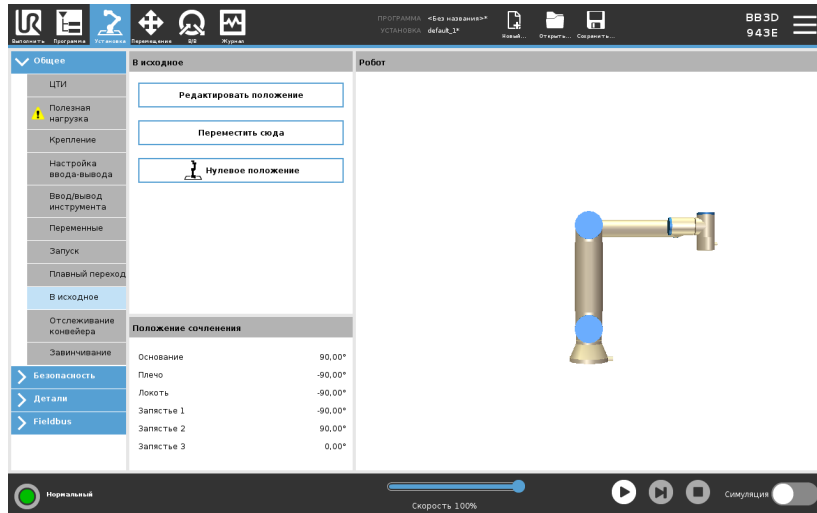 UR
ПРОГРАММА <Без названия>*
УСТАНОВКА default_1*
BB3D
943E
Выполнить Программа Установка Перемещение В/В Журнал
Новый... Открыть... Сохранить...
Общее
В исходное
Робот
ЦТИ
Полезная
нагрузка
Крепление
Настройка
ввода-вывода
Ввод/вывод
инструмента
Переменные
Запуск
Плавный переход
В исходное
Отслеживание
конвейера
Завинчивание
Безопасность
Детали
Fieldbus
Редактировать положение
Переместить сюда
Нулевое положение
Положение сочленения
Основание 90,00°
Плечо -90,00°
Локоть -90,00°
Запястье 1 -90,00°
Запястье 2 90,00°
Запястье 3 0,00°
Нормальный
Скорость 100%
Симуляция